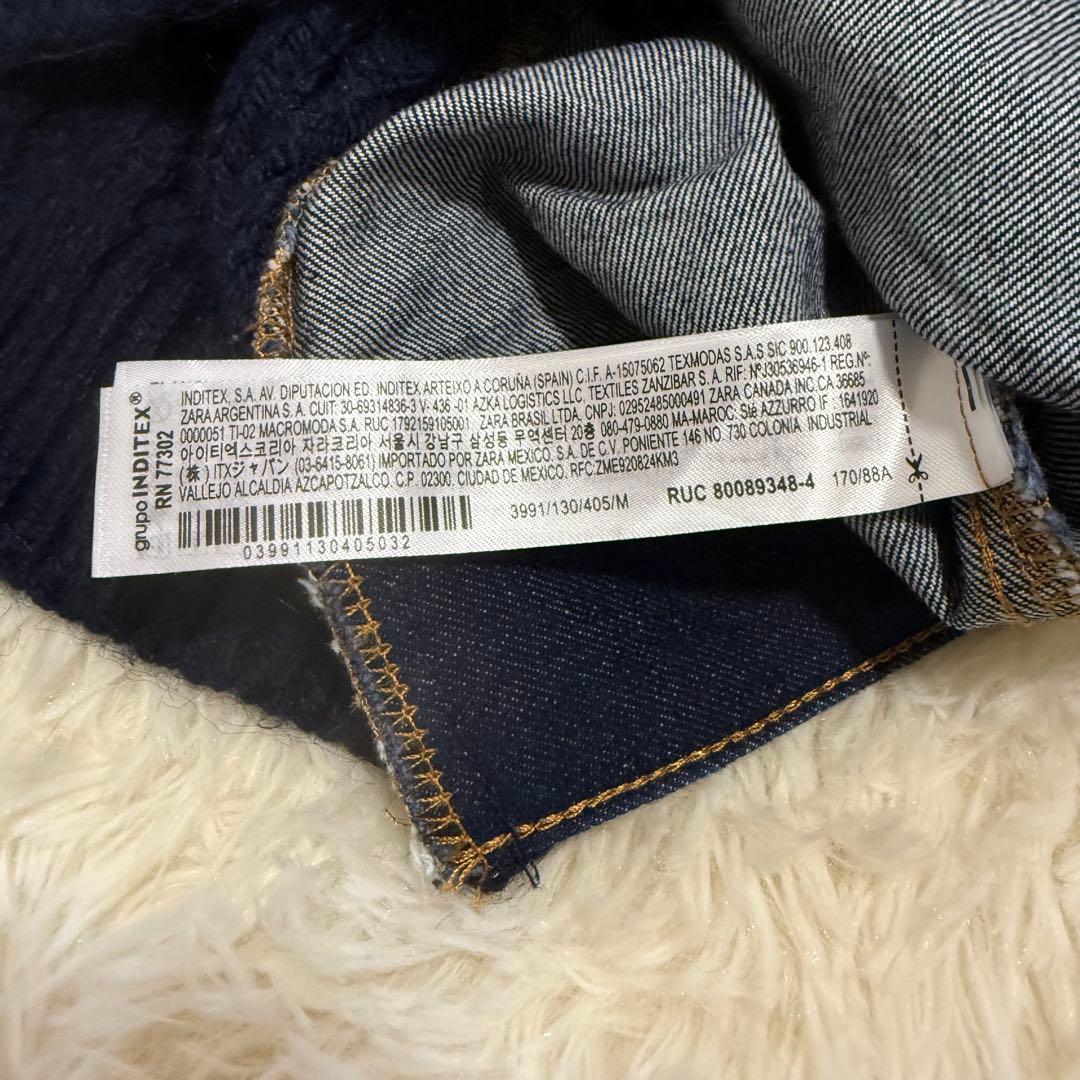 grupo INDITEX®
RN 77302
INDITEX, S.A. AV. DIPUTACION ED. INDITEX ARTEIXO A CORUÑA (SPAIN) C.I.F. A-15075062 TEXMODAS S.A.S SIC 900.123.408
ZARA ARGENTINA S. A. CUIT: 30-69314836-3 V- 436 -01 AZKA LOGISTICS LLC, TEXTILES ZANZIBAR S. A. RIF: NºJ30536946-1 REG.Nº:
0000051 TI-02 MACROMODA S.A. RUC 1792159105001 ZARA BRASIL LTDA. CNPJ: 02952485000491 ZARA CANADA INC.CA 36685
아이티엑스코리아 자라코리아 서울시 강남구 삼성동 무역센터 20층 080-479-0880 MA-MAROC: Sté AZZURRO IF 1641920
(株) ITXジャパン (03-6415-8061) IMPORTADO POR ZARA MEXICO. S.A. DE C.V. PONIENTE 146 NO. 730 COLONIA INDUSTRIAL
VALLEJO ALCALDIA AZCAPOTZALCO. C.P. 02300. CIUDAD DE MEXICO. RFC:ZME920824KM3
3991/130/405/M
RUC 80089348-4
170/88A
03991130405032